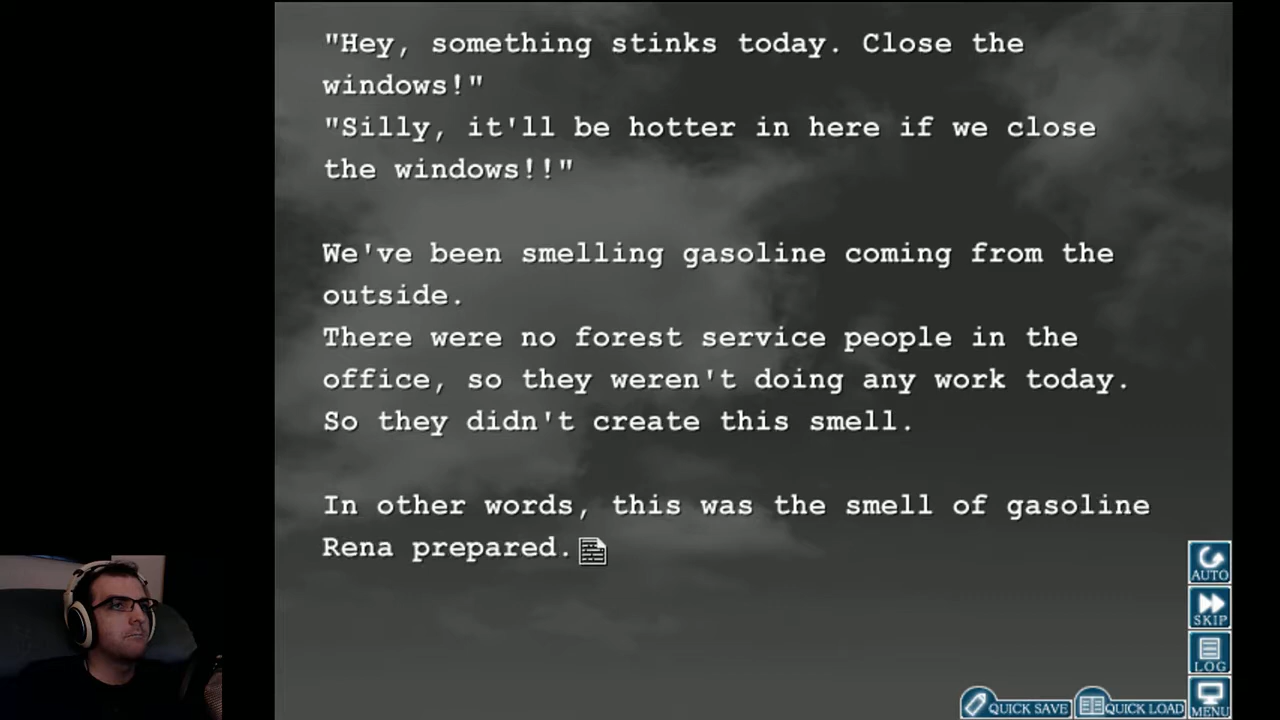 "Hey, something stinks today. Close the
windows!"
"Silly, it'll be hotter in here if we close
the windows!!"
We've been smelling gasoline coming from the
outside.
There were no forest service people in the
office, so they weren't doing any work today.
So they didn't create this smell.
In other words, this was the smell of gasoline
Rena prepared.
AUTO
SKIP
LOG
MENU
QUICK SAVE
QUICK LOAD